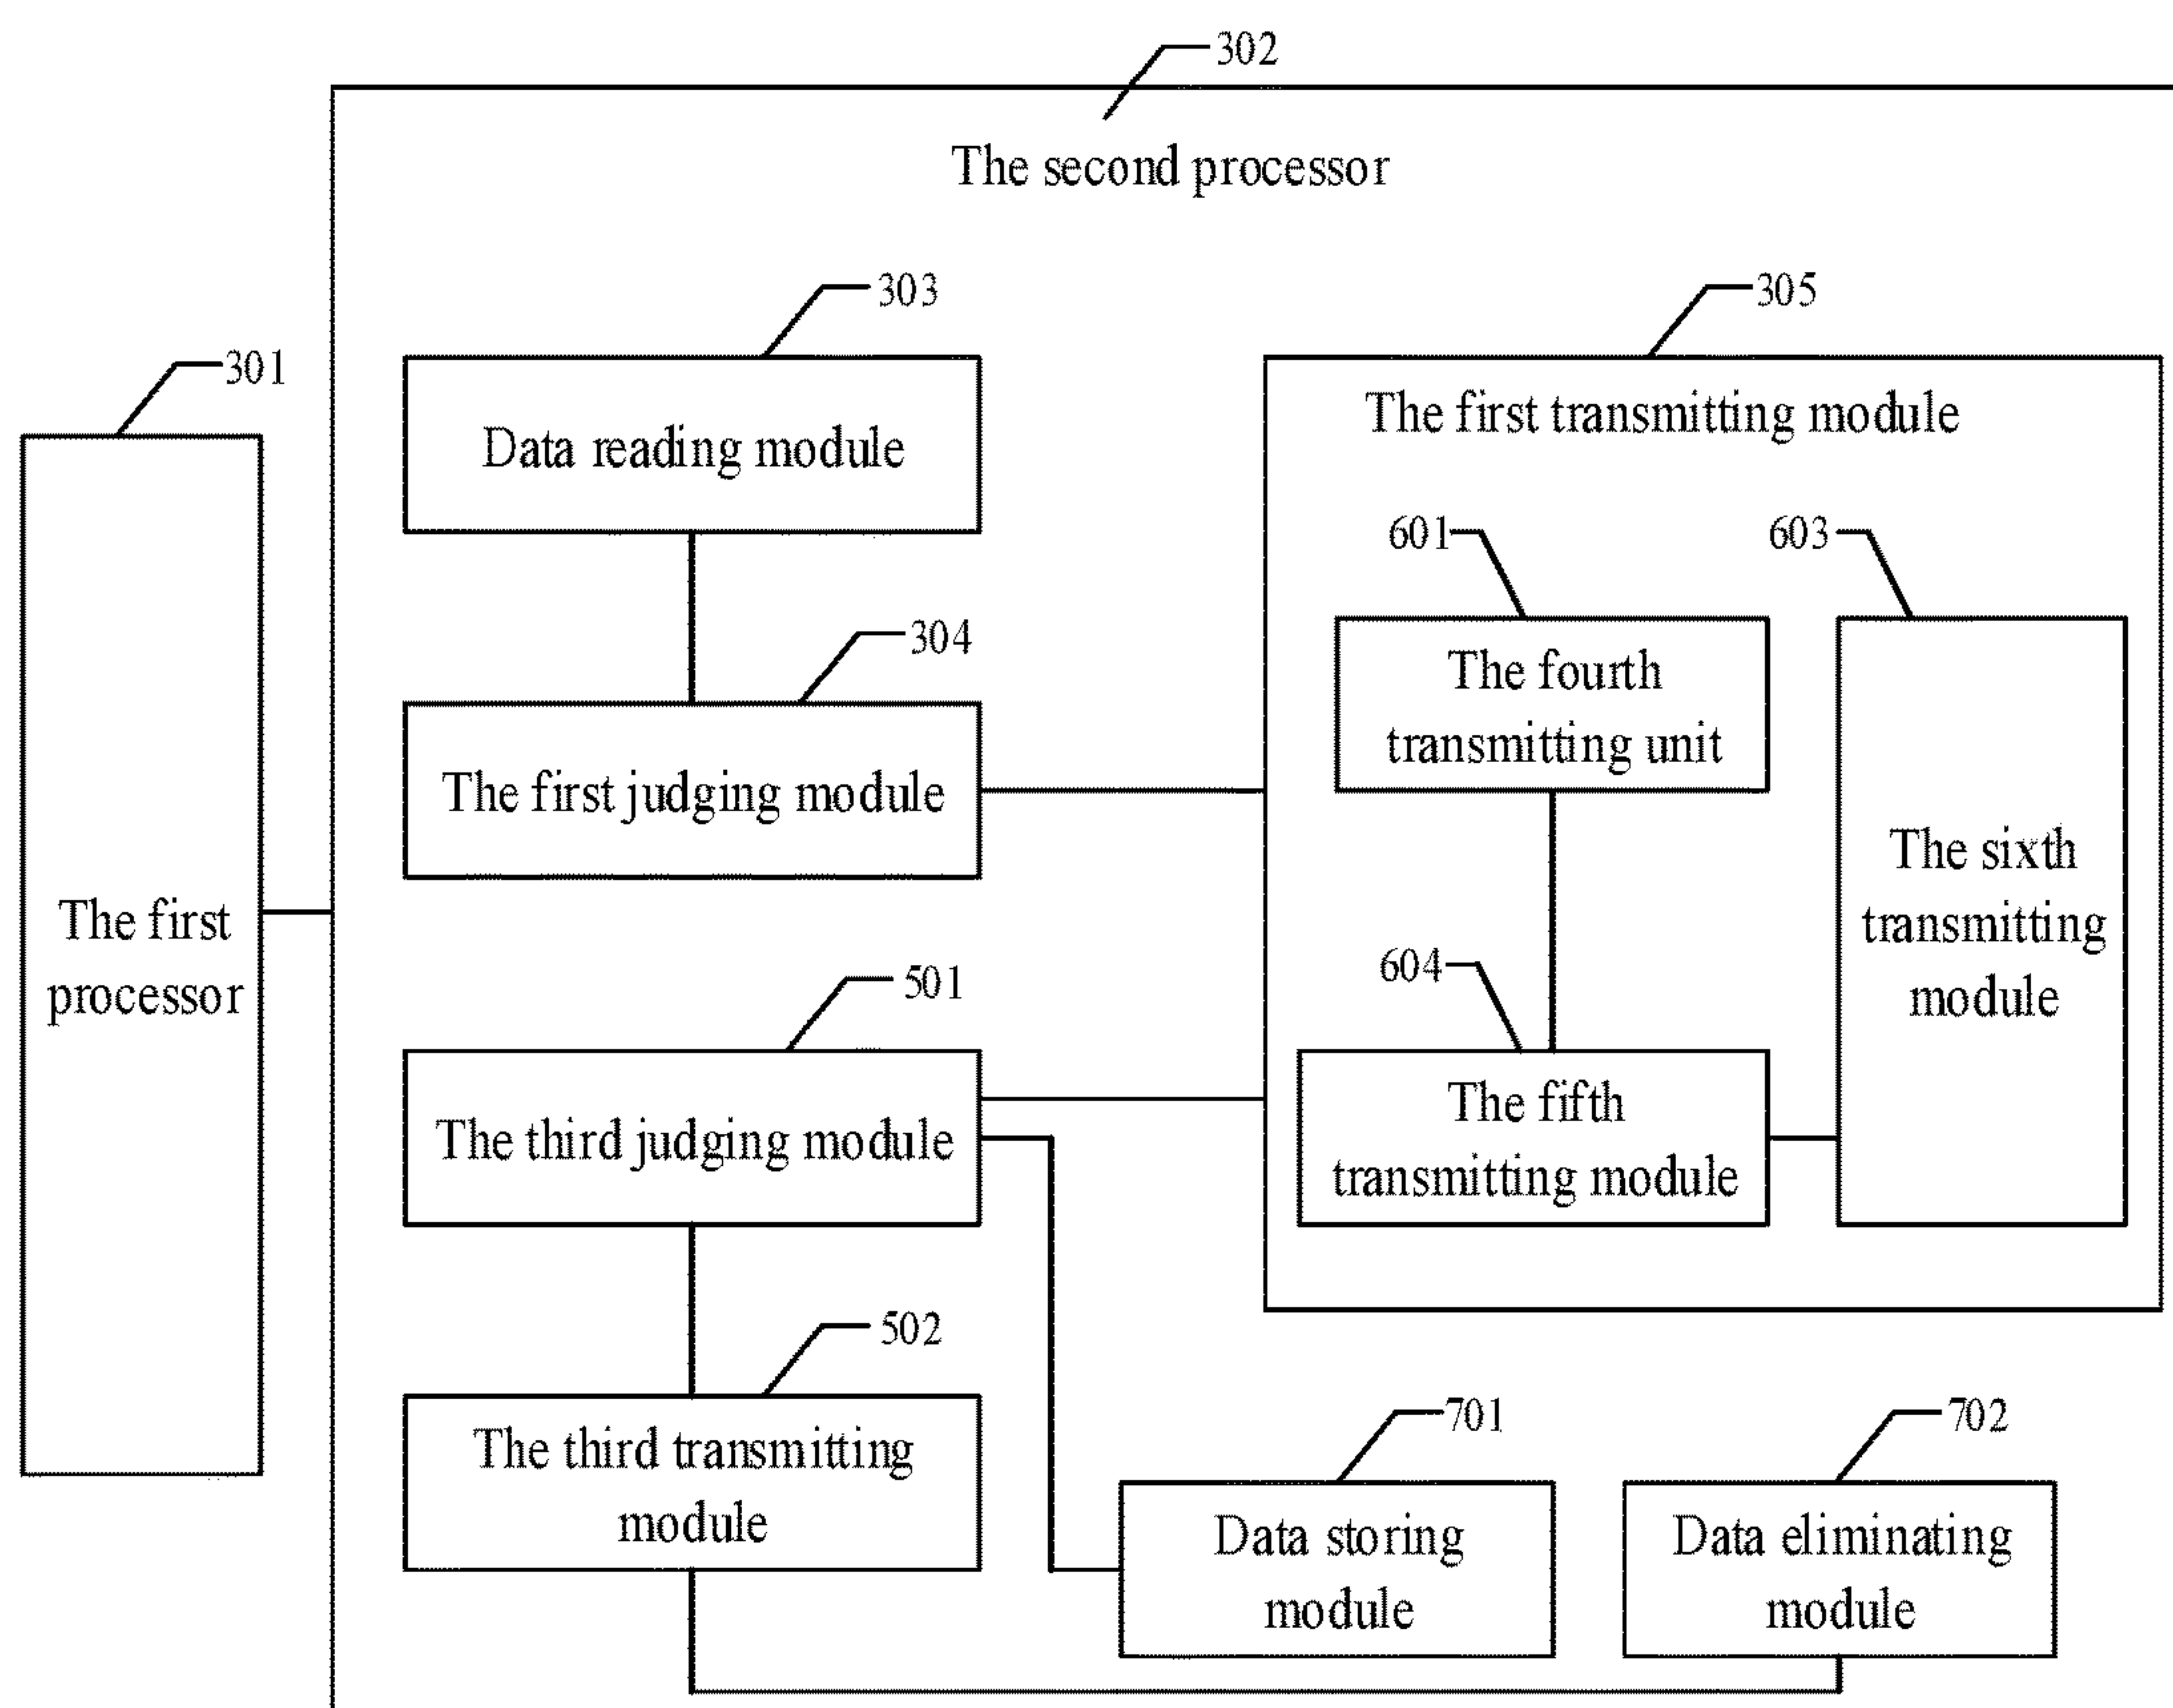 302
The second processor
303
305
301
The first transmitting module
Data reading module
601
603
304
The fourth
transmitting unit
The first judging module
The sixth
transmitting
module
The first
processor
604
501
The fifth
transmitting module
The third judging module
502
701
702
The third transmitting
module
Data storing
module
Data eliminating
module